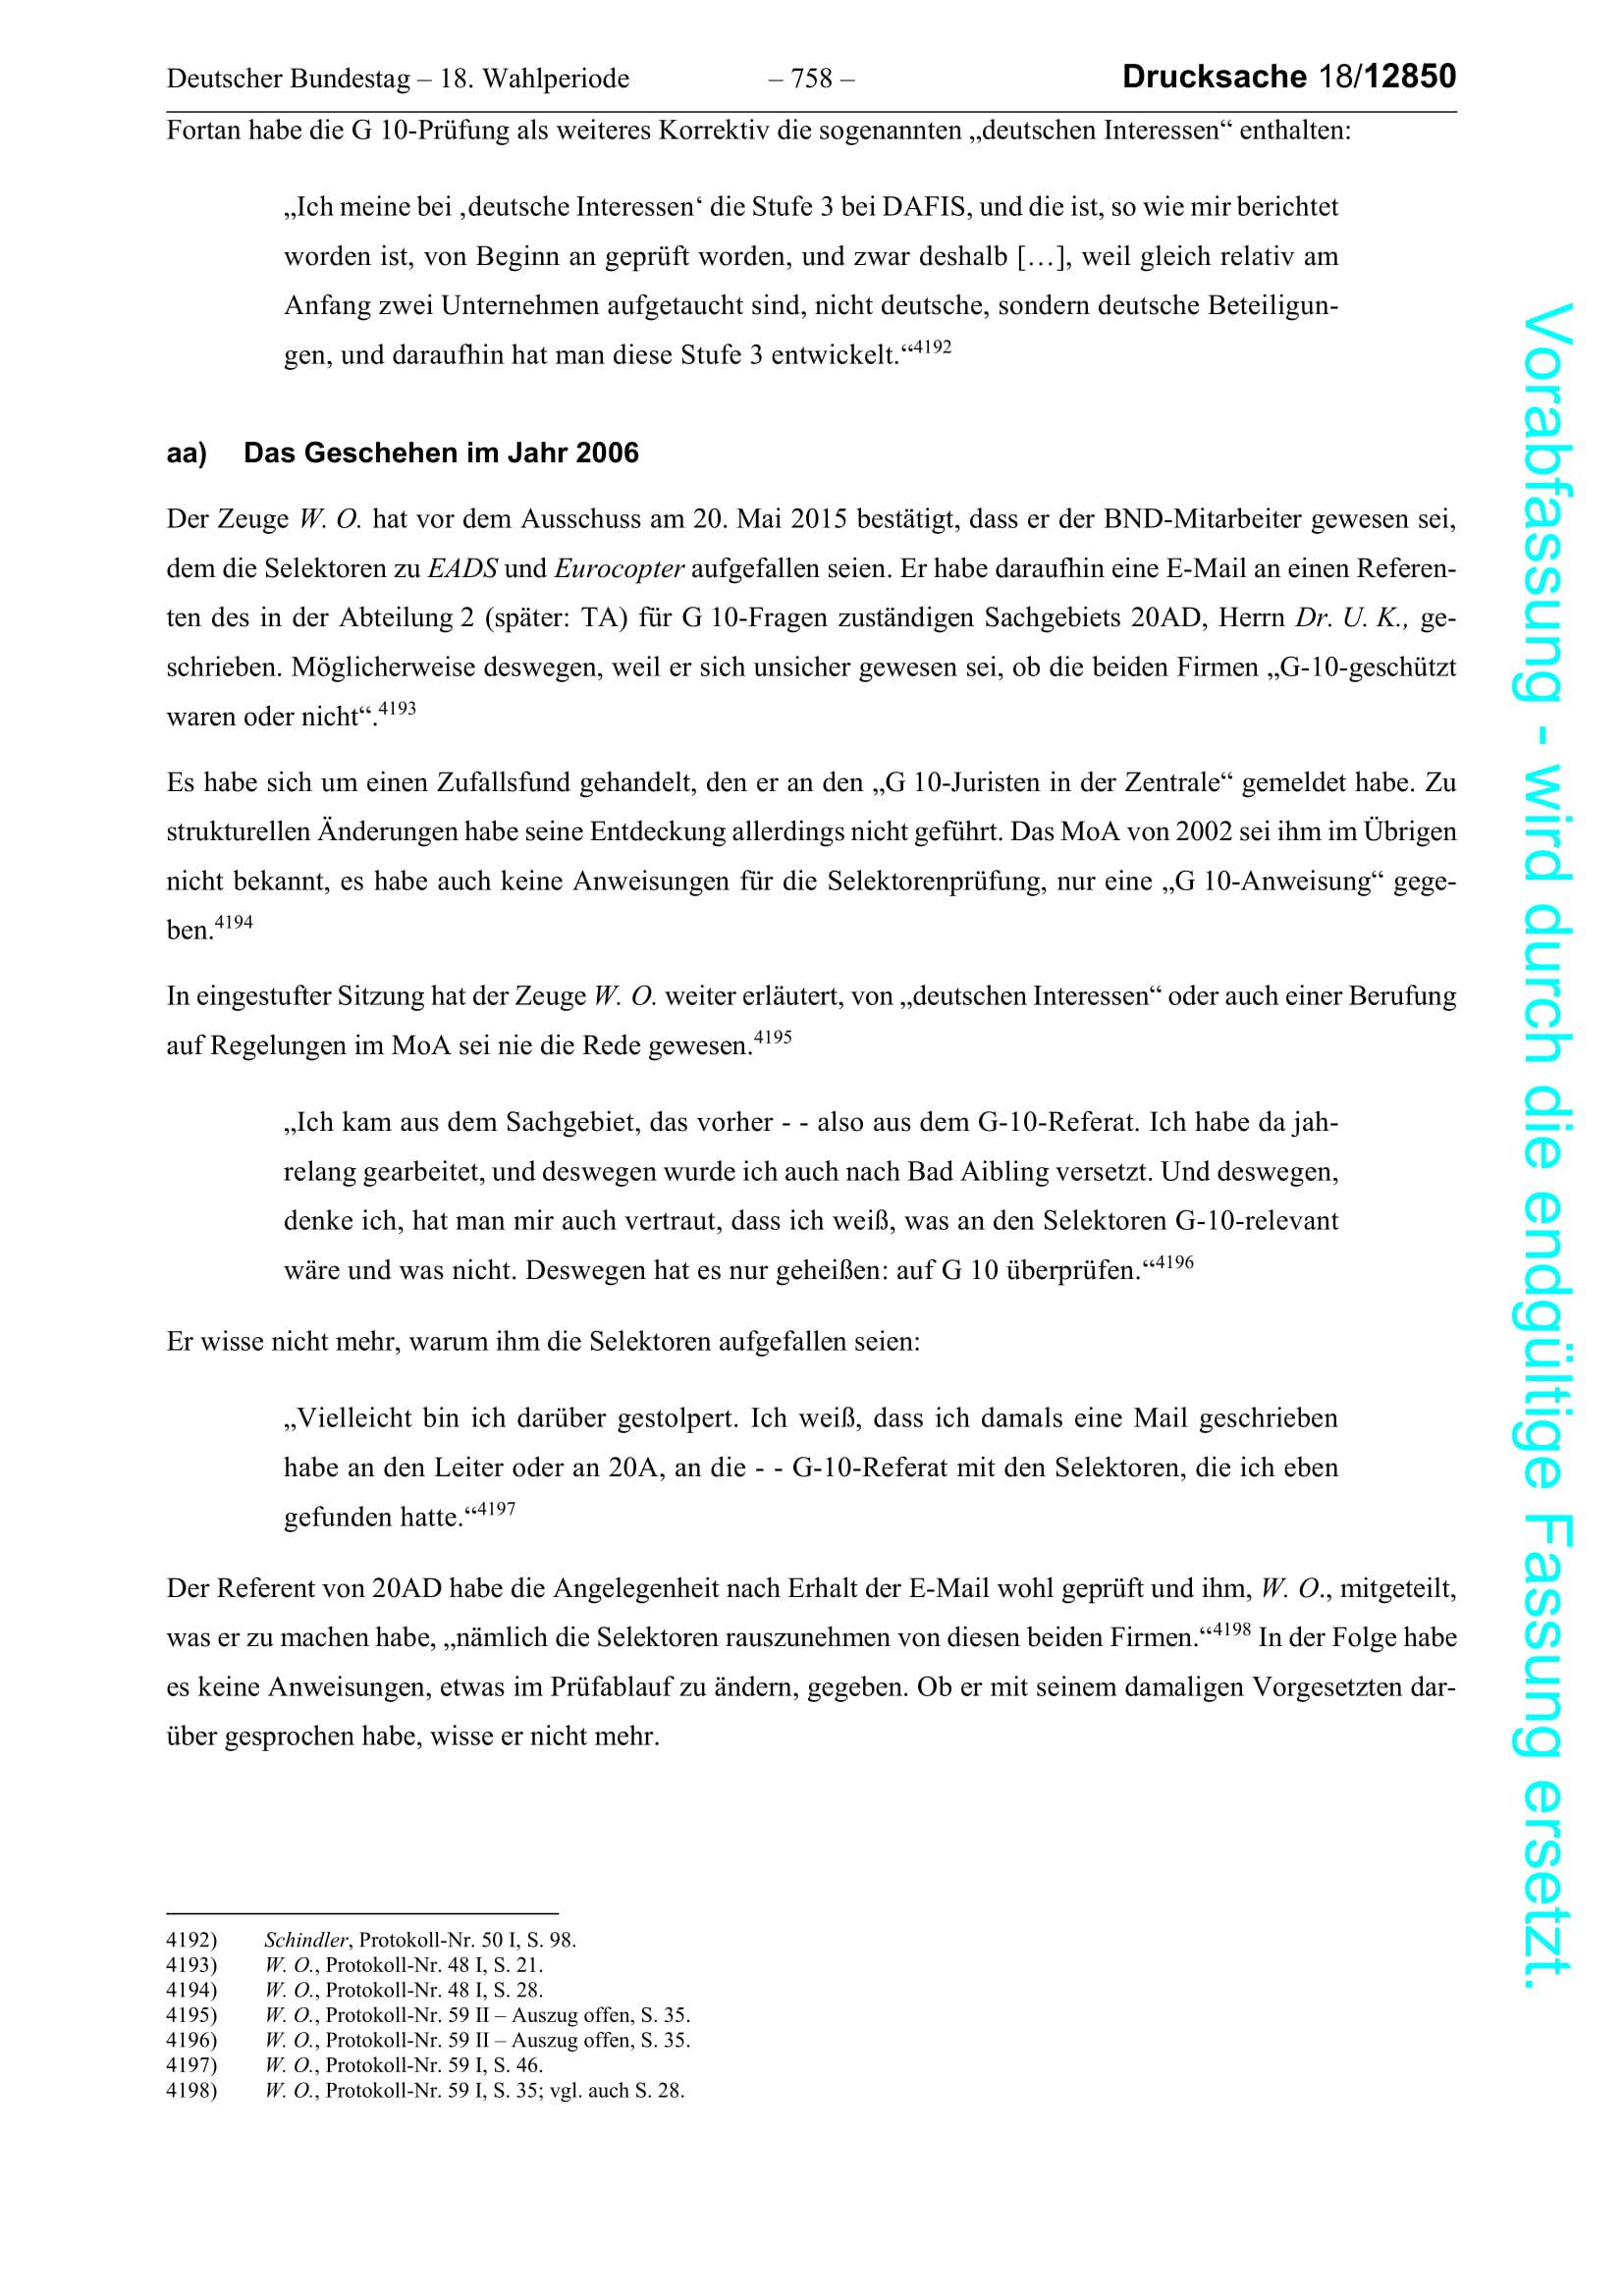 Deutscher Bundestag – 18. Wahlperiode – 758 – Drucksache 18/12850
Fortan habe die G 10-Prüfung als weiteres Korrektiv die sogenannten „deutschen Interessen“ enthalten:
„Ich meine bei ‚deutsche Interessen‘ die Stufe 3 bei DAFIS, und die ist, so wie mir berichtet
worden ist, von Beginn an geprüft worden, und zwar deshalb […], weil gleich relativ am
Anfang zwei Unternehmen aufgetaucht sind, nicht deutsche, sondern deutsche Beteiligun-
gen, und daraufhin hat man diese Stufe 3 entwickelt.“4192
aa) Das Geschehen im Jahr 2006
Der Zeuge W. O. hat vor dem Ausschuss am 20. Mai 2015 bestätigt, dass er der BND-Mitarbeiter gewesen sei,
dem die Selektoren zu EADS und Eurocopter aufgefallen seien. Er habe daraufhin eine E-Mail an einen Referen-
ten des in der Abteilung 2 (später: TA) für G 10-Fragen zuständigen Sachgebiets 20AD, Herrn Dr. U. K., ge-
schrieben. Möglicherweise deswegen, weil er sich unsicher gewesen sei, ob die beiden Firmen „G-10-geschützt
waren oder nicht“.4193
Es habe sich um einen Zufallsfund gehandelt, den er an den „G 10-Juristen in der Zentrale“ gemeldet habe. Zu
strukturellen Änderungen habe seine Entdeckung allerdings nicht geführt. Das MoA von 2002 sei ihm im Übrigen
nicht bekannt, es habe auch keine Anweisungen für die Selektorenprüfung, nur eine „G 10-Anweisung“ gege-
ben.4194
In eingestufter Sitzung hat der Zeuge W. O. weiter erläutert, von „deutschen Interessen“ oder auch einer Berufung
auf Regelungen im MoA sei nie die Rede gewesen.4195
„Ich kam aus dem Sachgebiet, das vorher - - also aus dem G-10-Referat. Ich habe da jah-
relang gearbeitet, und deswegen wurde ich auch nach Bad Aibling versetzt. Und deswegen,
denke ich, hat man mir auch vertraut, dass ich weiß, was an den Selektoren G-10-relevant
wäre und was nicht. Deswegen hat es nur geheißen: auf G 10 überprüfen.“4196
Er wisse nicht mehr, warum ihm die Selektoren aufgefallen seien:
„Vielleicht bin ich darüber gestolpert. Ich weiß, dass ich damals eine Mail geschrieben
habe an den Leiter oder an 20A, an die - - G-10-Referat mit den Selektoren, die ich eben
gefunden hatte.“4197
Der Referent von 20AD habe die Angelegenheit nach Erhalt der E-Mail wohl geprüft und ihm, W. O., mitgeteilt,
was er zu machen habe, „nämlich die Selektoren rauszunehmen von diesen beiden Firmen.“4198 In der Folge habe
es keine Anweisungen, etwas im Prüfablauf zu ändern, gegeben. Ob er mit seinem damaligen Vorgesetzten dar-
über gesprochen habe, wisse er nicht mehr.
4192) Schindler, Protokoll-Nr. 50 I, S. 98.
4193) W. O., Protokoll-Nr. 48 I, S. 21.
4194) W. O., Protokoll-Nr. 48 I, S. 28.
4195) W. O., Protokoll-Nr. 59 II – Auszug offen, S. 35.
4196) W. O., Protokoll-Nr. 59 II – Auszug offen, S. 35.
4197) W. O., Protokoll-Nr. 59 I, S. 46.
4198) W. O., Protokoll-Nr. 59 I, S. 35; vgl. auch S. 28.
Vorabfassung - wird durch die endgültige Fassung ersetzt.